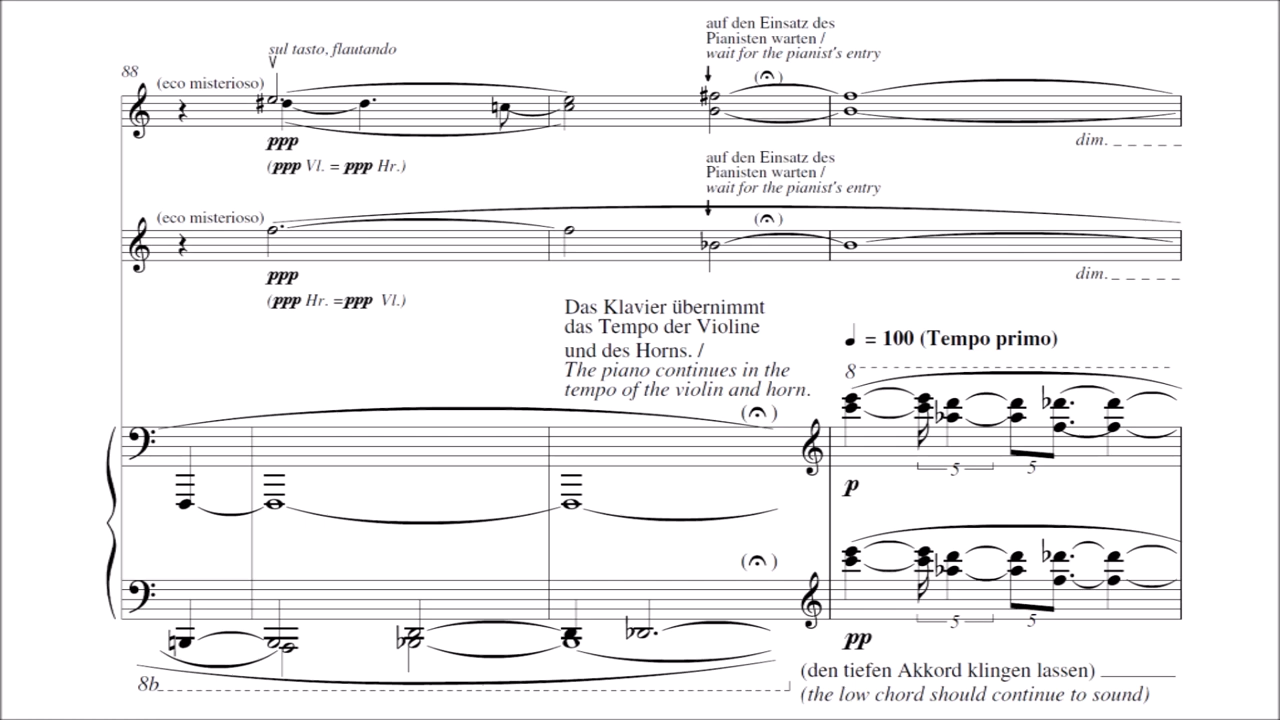 auf den Einsatz des
Pianisten warten /
wait for the pianist's entry
sul tasto, flautando
88
(eco misterioso)
ppp
dim.
(ppp Vl. = ppp Hr.)
auf den Einsatz des
Pianisten warten /
wait for the pianist's entry
(eco misterioso)
ppp
dim.
(ppp Hr. =ppp Vl.)
Das Klavier übernimmt
das Tempo der Violine
und des Horns. /
The piano continues in the
tempo of the violin and horn.
= 100 (Tempo primo)
8
5
5
p
5
5
pp
8b
(den tiefen Akkord klingen lassen)
(the low chord should continue to sound)